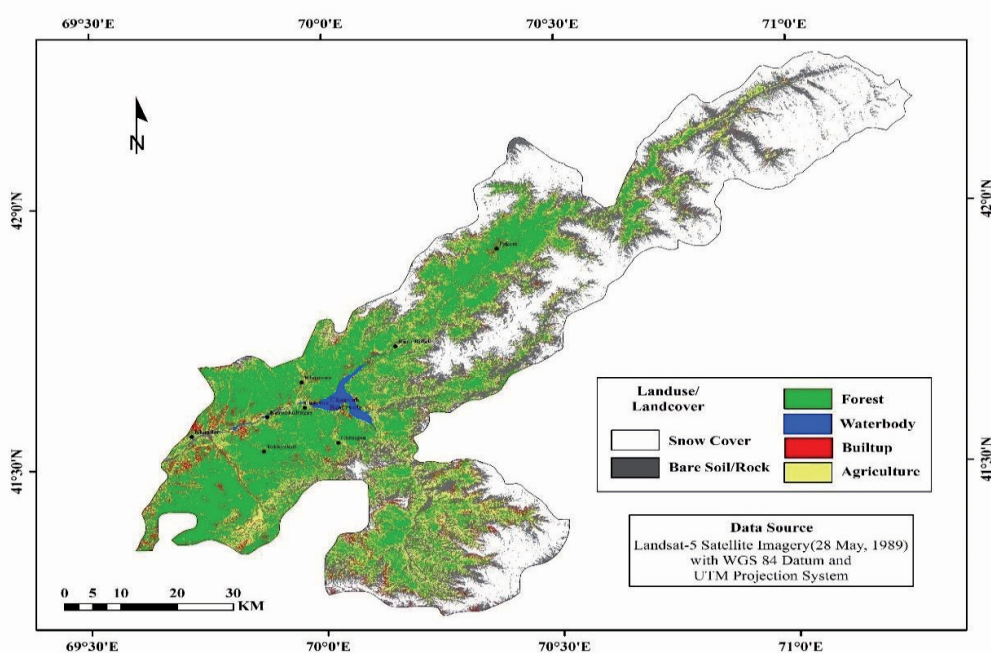 69°30'E 70°0'E 70°30'E 71°0'E
N
42°0'N 42°0'N
41°30'N 41°30'N
Landuse/
Landcover
Snow Cover
Bare Soil/Rock
Forest
Waterbody
Builtup
Agriculture
Data Source
Landsat-5 Satellite Imagery(28 May, 1989)
with WGS 84 Datum and
UTM Projection System
0 5 10 20 30
KM
69°30'E 70°0'E 70°30'E 71°0'E